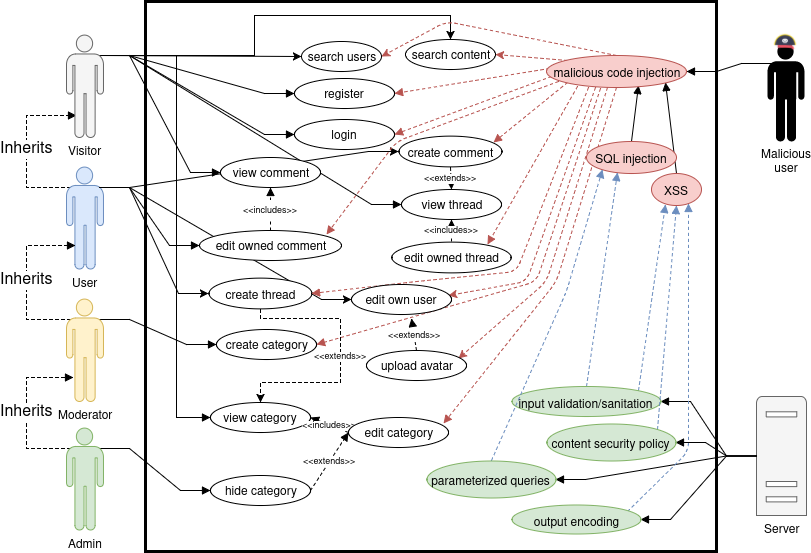 search users
search content
malicious code injection
register
login
Visitor
Malicious
user
Inherits
create comment
SQL injection
view comment
<<extends>>
XSS
<<includes>>
view thread
<<includes>>
edit owned comment
edit owned thread
Inherits
User
create thread
edit own user
create category
<<extends>>
<<extends>>
upload avatar
Inherits
Moderator
input validation/sanitation
view category
<<includes>>
edit category
content security policy
<<extends>>
parameterized queries
hide category
output encoding
Server
Admin